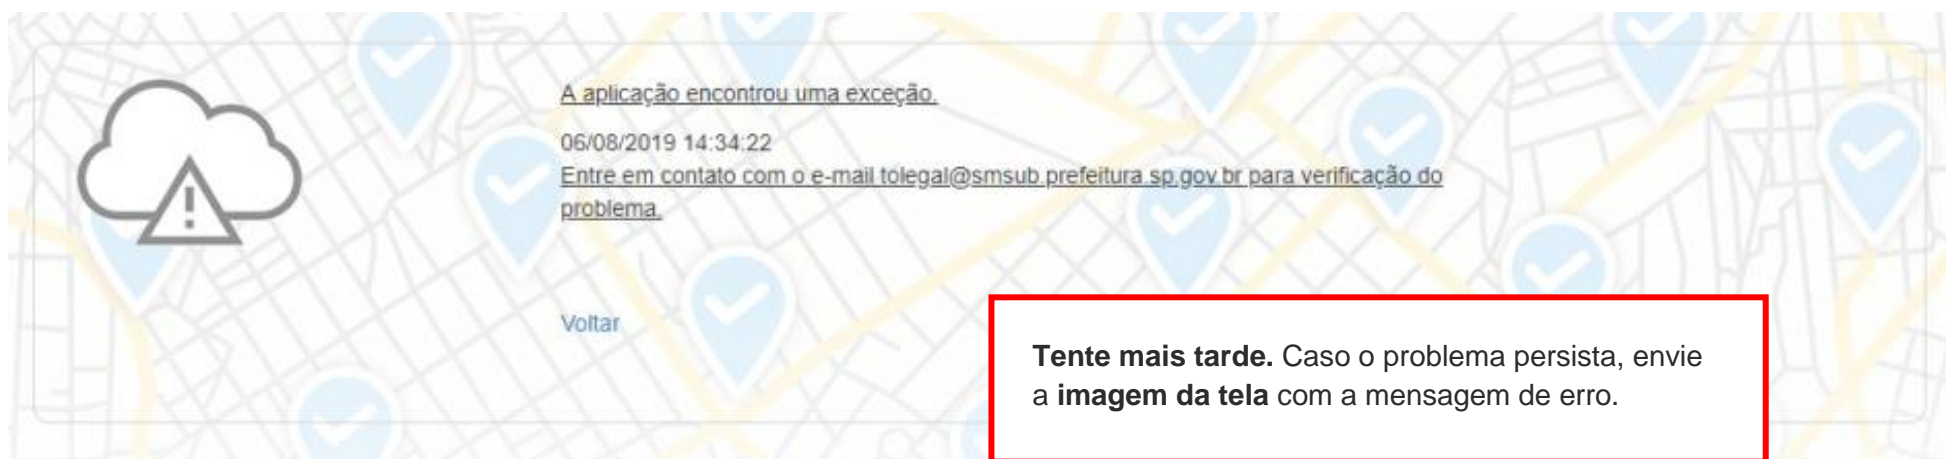 A aplicação encontrou uma exceção.
06/08/2019 14:34:22
Entre em contato com o e-mail tolegal@smsub.prefeitura.sp.gov.br para verificação do
problema.
Voltar
Tente mais tarde. Caso o problema persista, envie
a imagem da tela com a mensagem de erro.